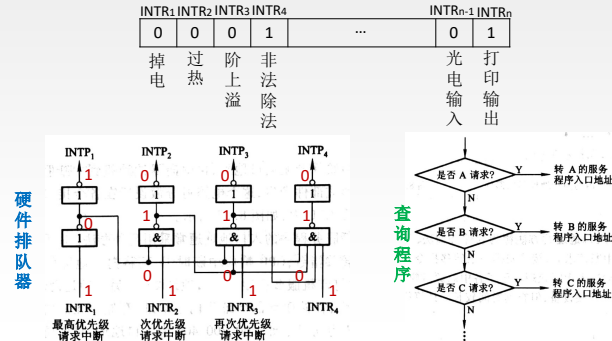 INTR1 INTR2 INTR3 INTR4 INTRn-1 INTRn
0 0 0 1 … 0 1
掉电
过热
阶上溢
非法除法
光电输入
打印输出
硬件排队器
INTP1 INTP2 INTP3 INTP4
1 0 0 0
1 1 1 1
0 1 1 1
1 & & &
0 0 0
1 1 1 1
INTR1 INTR2 INTR3 INTR4
最高优先级 次优先级 再次优先级
请求中断 请求中断 请求中断
查询程序
是否 A 请求? Y 转 A的服务
程序入口地址
N
是否 B 请求? Y 转 B的服务
程序入口地址
N
是否 C 请求? Y 转 C的服务
程序入口地址
N
⋮